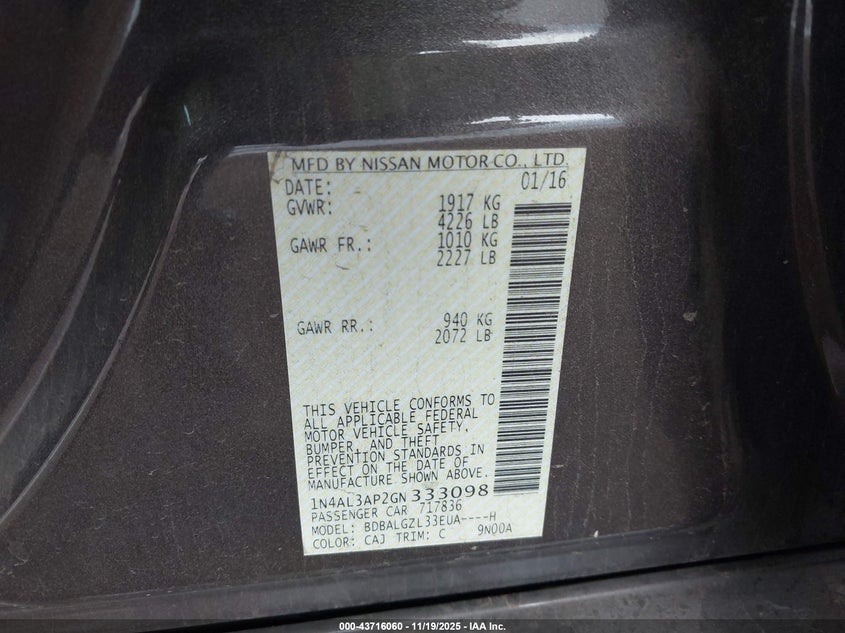 MFD BY NISSAN MOTOR CO., LTD.
DATE: 01/16
GVWR: 1917 KG
4226 LB
GAWR FR.: 1010 KG
2227 LB
GAWR RR.: 940 KG
2072 LB
THIS VEHICLE CONFORMS TO
ALL APPLICABLE FEDERAL
MOTOR VEHICLE SAFETY,
BUMPER, AND THEFT
PREVENTION STANDARDS IN
EFFECT ON THE DATE OF
MANUFACTURE SHOWN ABOVE.
1N4AL3AP2GN 333098
PASSENGER CAR 717836
MODEL: BDBALGZL33EUA----H
COLOR: CAJ TRIM: C 9N00A
000-43716060 - 11/19/2025 - IAA Inc.